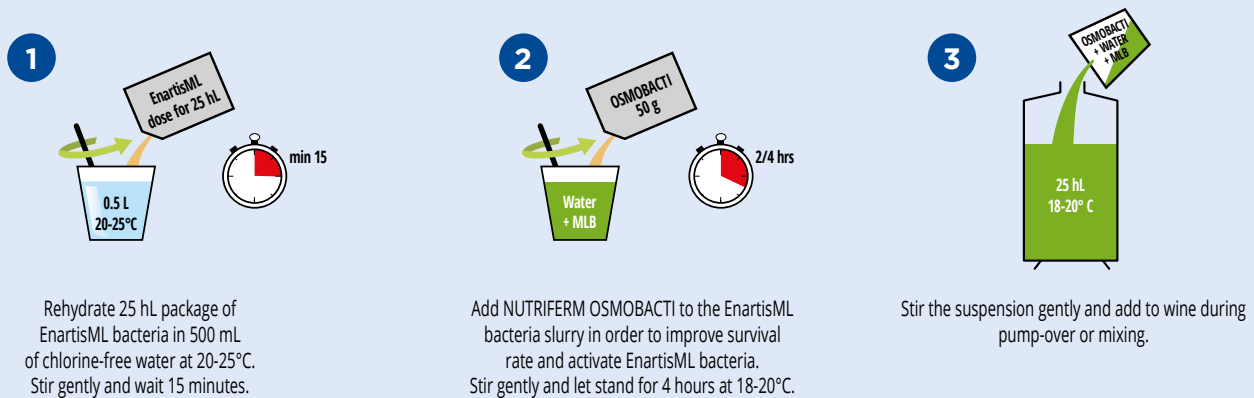 1
EnartisML
dose for 25 hL
min 15
0.5 L
20-25°C
Rehydrate 25 hL package of
EnartisML bacteria in 500 mL
of chlorine-free water at 20-25°C.
Stir gently and wait 15 minutes.
2
OSMOBACTI
50 g
2/4 hrs
Water
+ MLB
Add NUTRIFERM OSMOBACTI to the EnartisML
bacteria slurry in order to improve survival
rate and activate EnartisML bacteria.
Stir gently and let stand for 4 hours at 18-20°C.
3
OSMOBACTI
+ WATER
+ MLB
25 hL
18-20° C
Stir the suspension gently and add to wine during
pump-over or mixing.